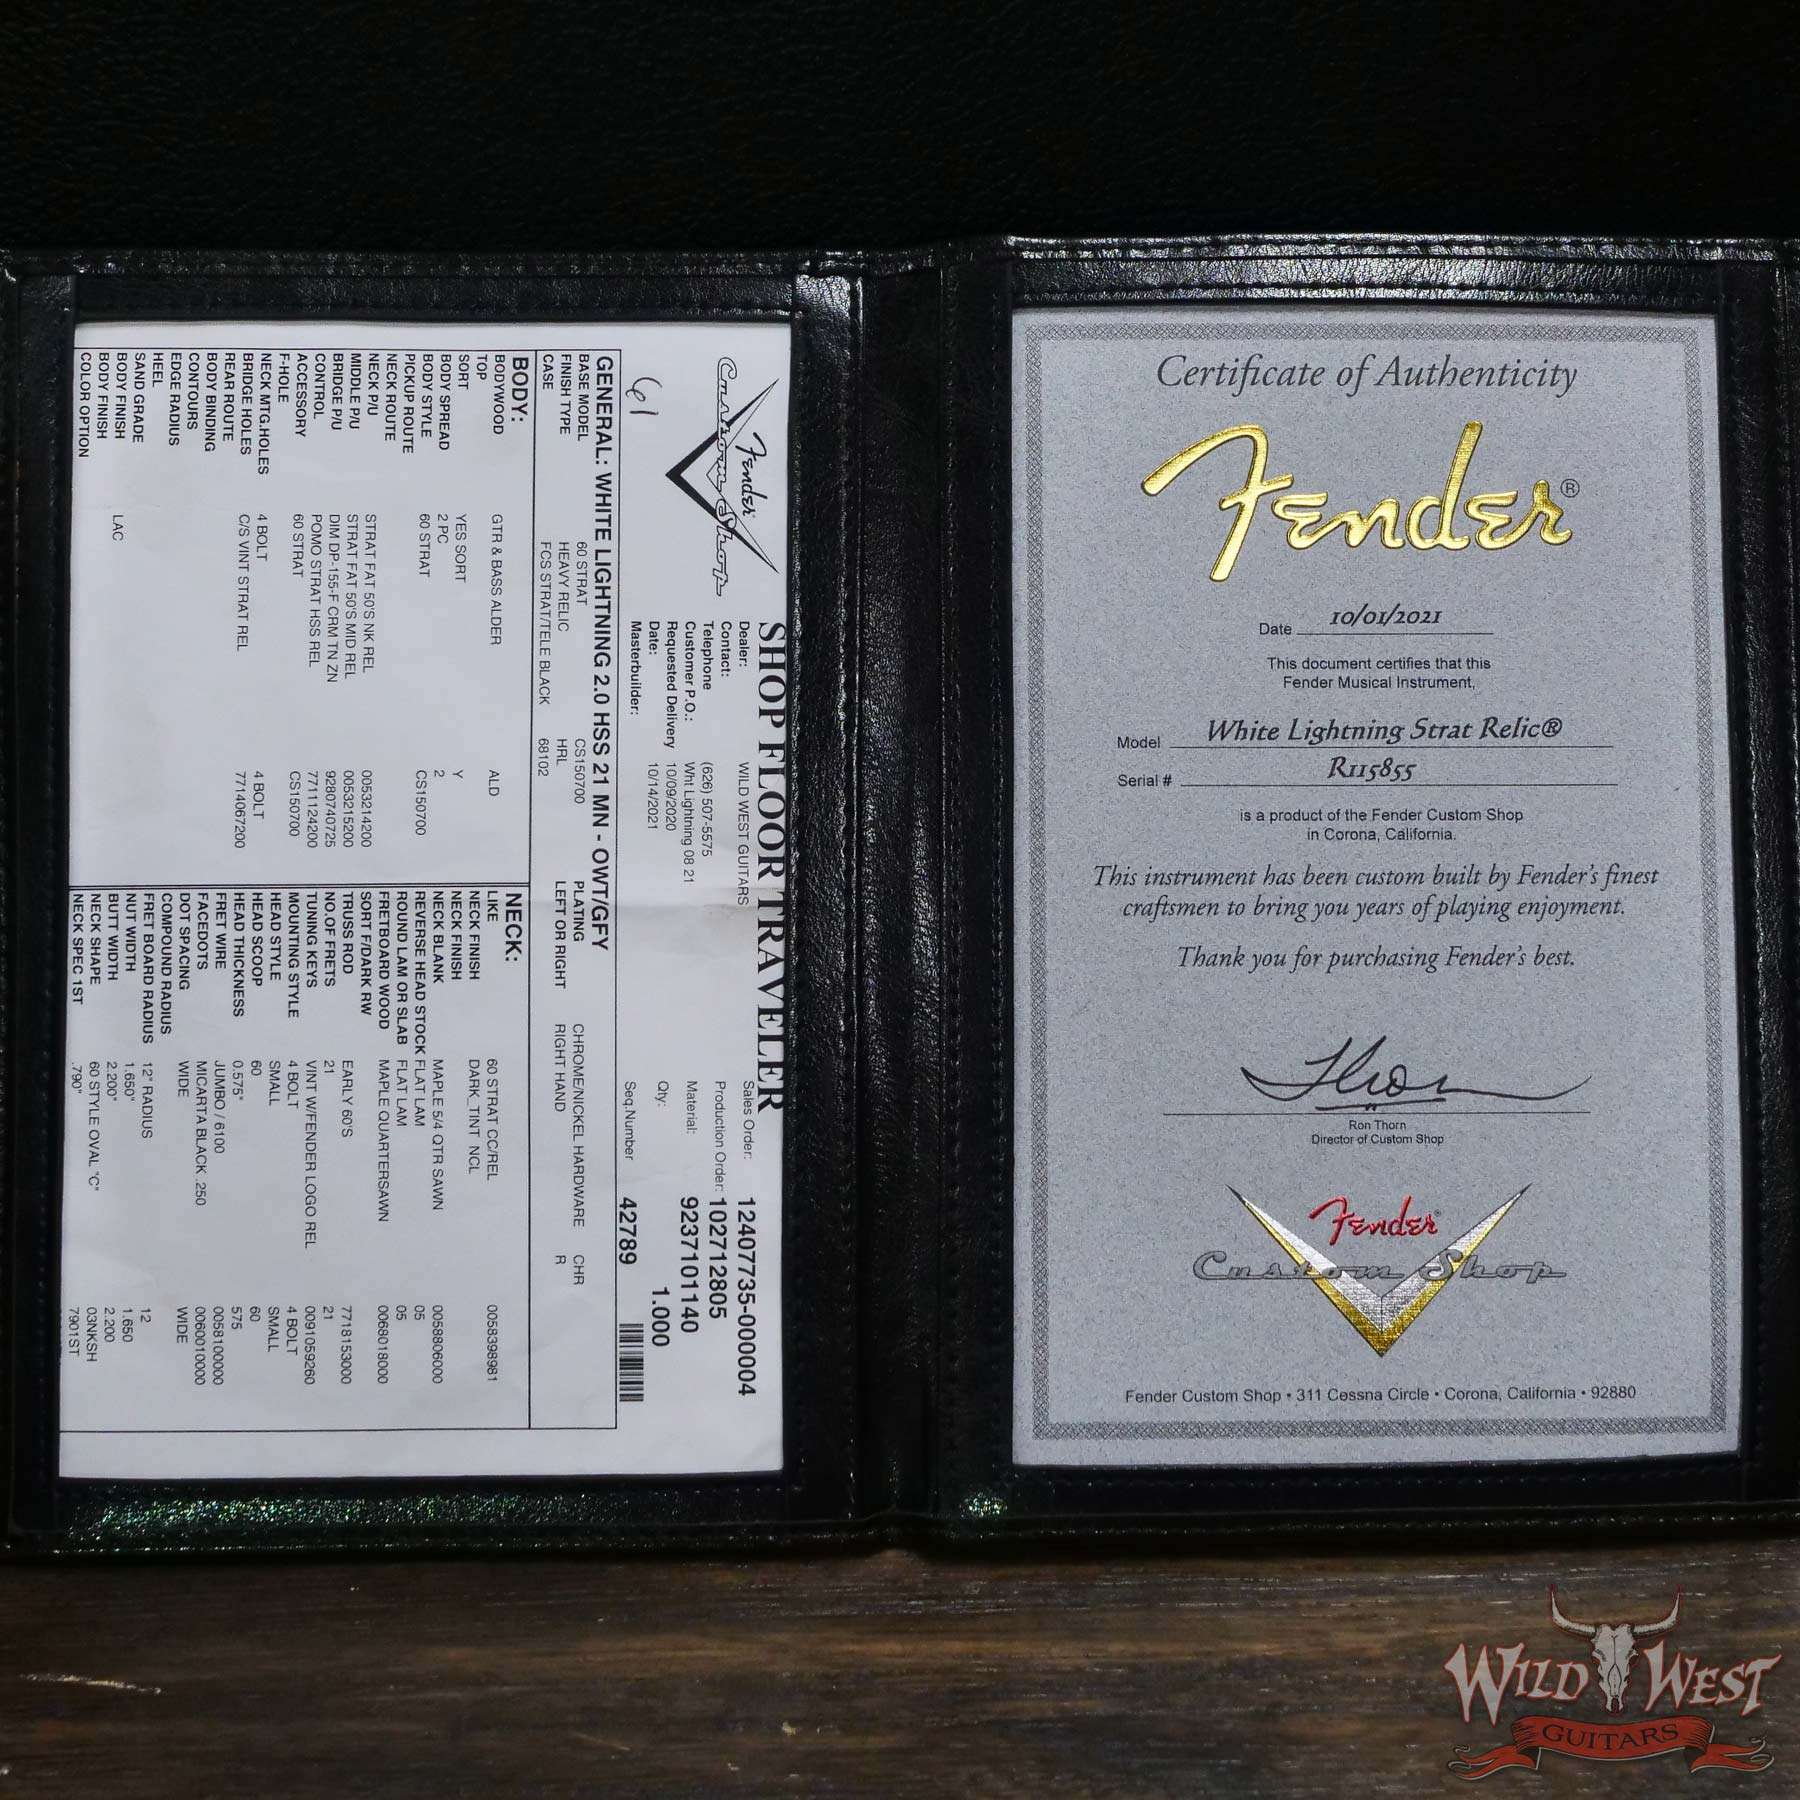 Fender
Custom Shop
61
SHOP FLOOR TRAVELER
Dealer: WILD WEST GUITARS
Contact:
Telephone (626) 507-5575
Customer P.O.: Wht Lightning 08 21
Requested Delivery 10/09/2020
Date: 10/14/2021
Masterbuilder:
Sales Order: 12407735-000004
Production Order: 102712805
Material: 9237101140
Qty: 1.000
Seq.Number 42789
GENERAL: WHITE LIGHTNING 2.0 HSS 21 MN - OWT/GFY
BASE MODEL 60 STRAT CS150700 PLATING CHROME/NICKEL HARDWARE CHR
FINISH TYPE HEAVY RELIC HRL LEFT OR RIGHT RIGHT HAND R
CASE FCS STRAT/TELE BLACK 68102
BODY:
BODYWOOD GTR & BASS ALDER ALD
TOP
SORT YES SORT Y
BODY SPREAD 2 PC 2
BODY STYLE 60 STRAT CS150700
PICKUP ROUTE
NECK ROUTE
NECK P/U STRAT FAT 50'S NK REL 0053214200
MIDDLE P/U STRAT FAT 50'S MID REL 0053215200
BRIDGE P/U DIM DP-155-F CRM TN ZN 9280740725
CONTROL POMO STRAT HSS REL 7711124200
ACCESSORY 60 STRAT CS150700
F-HOLE
NECK MTG.HOLES 4 BOLT 4 BOLT
BRIDGE HOLES C/S VINT STRAT REL 7714067200
REAR ROUTE
BODY BINDING
CONTOURS
EDGE RADIUS
HEEL
SAND GRADE
BODY FINISH LAC
BODY FINISH
COLOR OPTION
NECK:
LIKE 60 STRAT CC/REL 0058398981
NECK FINISH DARK_TINT_NCL
NECK FINISH
NECK BLANK MAPLE 5/4 QTR SAWN 0058806000
REVERSE HEAD STOCK FLAT LAM 05
ROUND LAM OR SLAB FLAT LAM 05
FRETBOARD WOOD MAPLE QUARTERSAWN 0068018000
SORT F/DARK RW
TRUSS ROD EARLY 60'S 7718153000
NO.OF FRETS 21 21
TUNING KEYS VINT W/FENDER LOGO REL 0091059260
MOUNTING STYLE 4 BOLT 4 BOLT
HEAD STYLE SMALL SMALL
HEAD SCOOP 60 60
HEAD THICKNESS 0.575" 575
FRET WIRE JUMBO / 6100 0058100000
FACEDOTS MICARTA BLACK .250 0060010000
DOT SPACING WIDE WIDE
COMPOUND RADIUS
FRET BOARD RADIUS 12" RADIUS 12
NUT WIDTH 1.650" 1.650
BUTT WIDTH 2.200" 2.200
NECK SHAPE 60 STYLE OVAL "C" 03NKSH
NECK SPEC 1ST .790" 7901ST
Certificate of Authenticity
Fender®
Date 10/01/2021
This document certifies that this
Fender Musical Instrument,
Model White Lightning Strat Relic®
Serial # R115855
is a product of the Fender Custom Shop
in Corona, California.
This instrument has been custom built by Fender's finest
craftsmen to bring you years of playing enjoyment.
Thank you for purchasing Fender's best.
Ron Thorn
Director of Custom Shop
Fender
Custom Shop
Fender Custom Shop • 311 Cessna Circle • Corona, California • 92880
WILD WEST
GUITARS